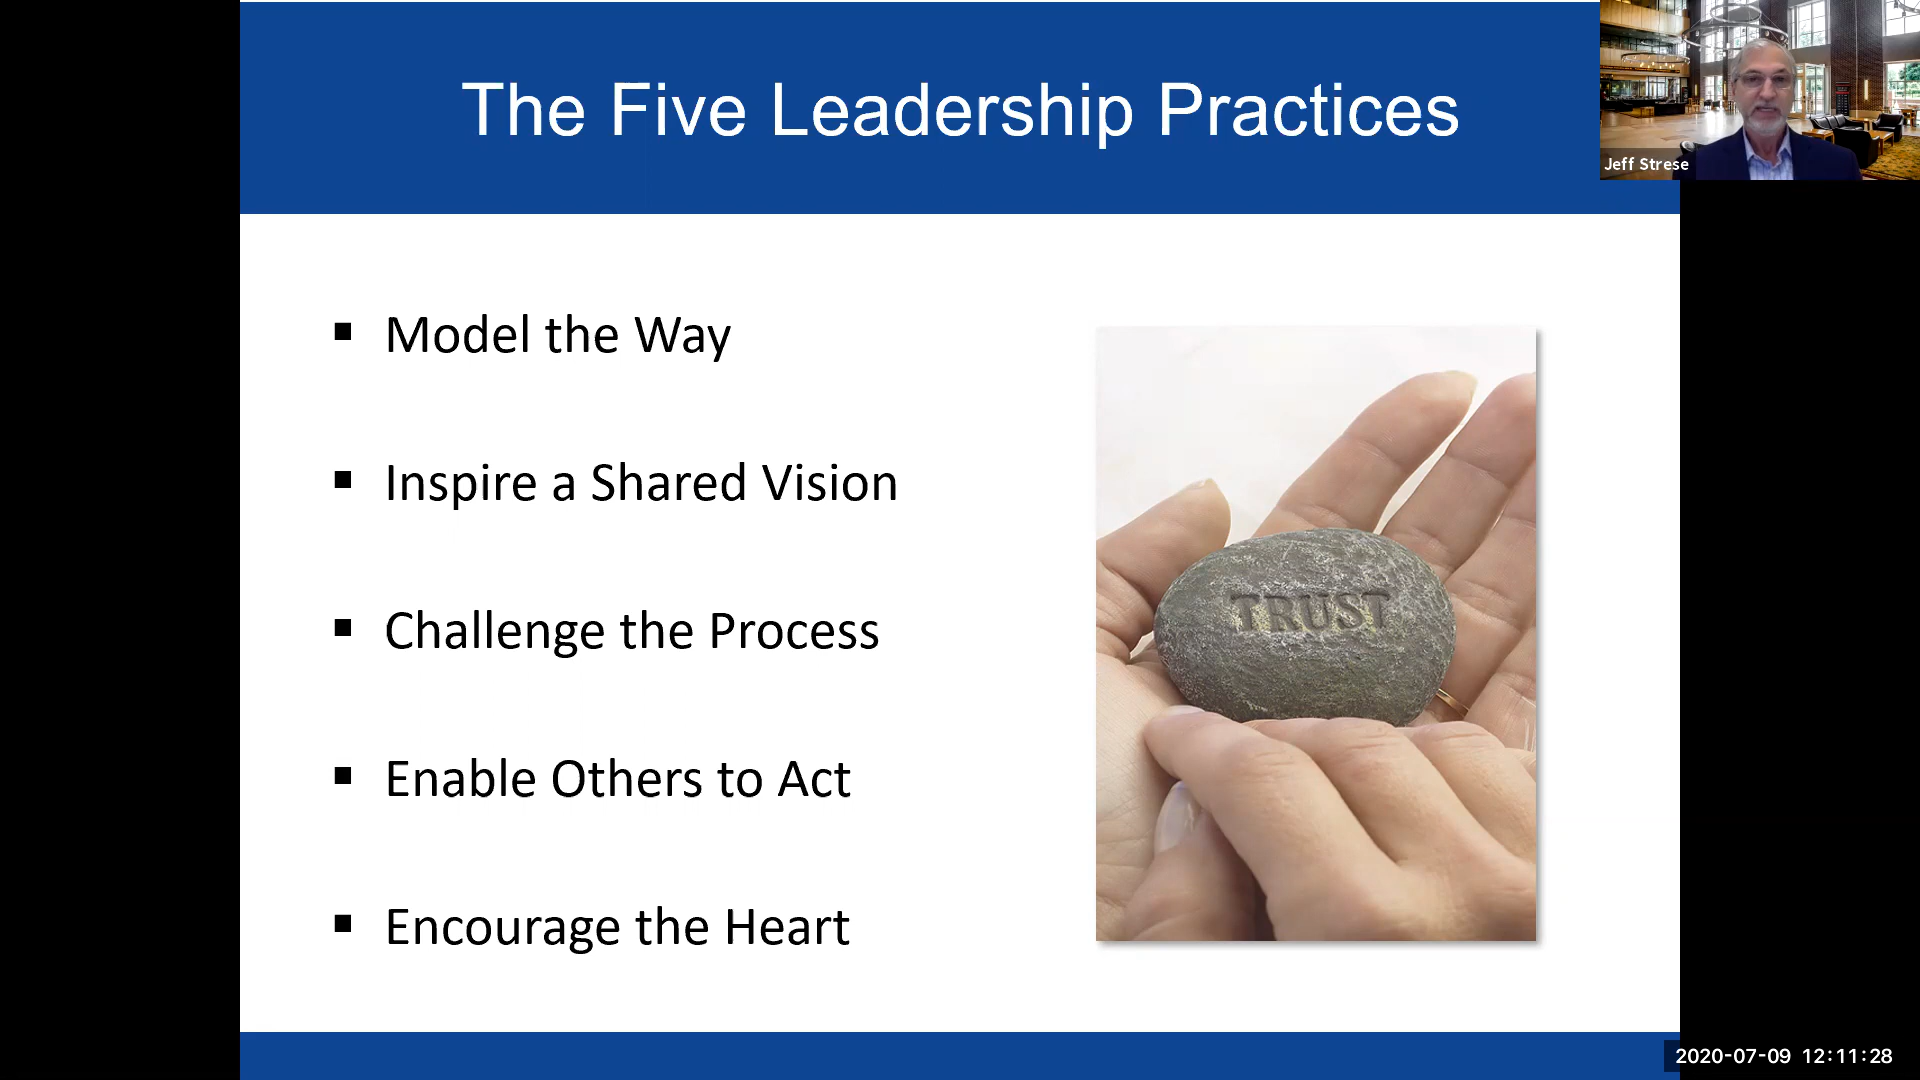 The Five Leadership Practices
Jeff Strese
▪ Model the Way
▪ Inspire a Shared Vision
▪ Challenge the Process
▪ Enable Others to Act
▪ Encourage the Heart
TRUST
2020-07-09 12:11:28